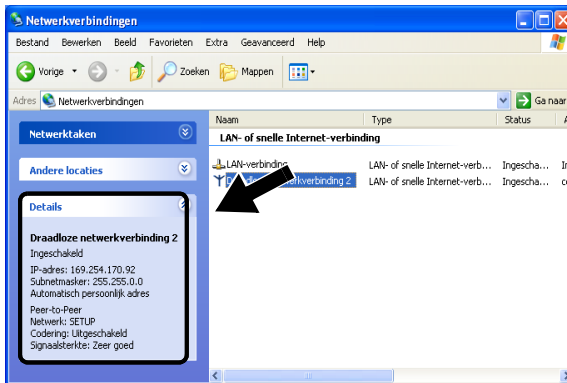 Netwerkverbindingen
Bestand Bewerken Beeld Favorieten Extra Geavanceerd Help
Vorige Zoeken Mappen
Adres Netwerkverbindingen Ga naar
Naam Type Status
Netwerktaken
LAN- of snelle Internet-verbinding
Andere locaties
LAN-verbinding LAN- of snelle Internet-verb... Ingescha...
2 LAN- of snelle Internet-verb... Ingescha...
Details
Draadloze netwerkverbinding 2
Ingeschakeld
IP-adres: 169.254.170.92
Subnetmasker: 255.255.0.0
Automatisch persoonlijk adres
Peer-to-Peer
Netwerk: SETUP
Codering: Uitgeschakeld
Signaalsterkte: Zeer goed